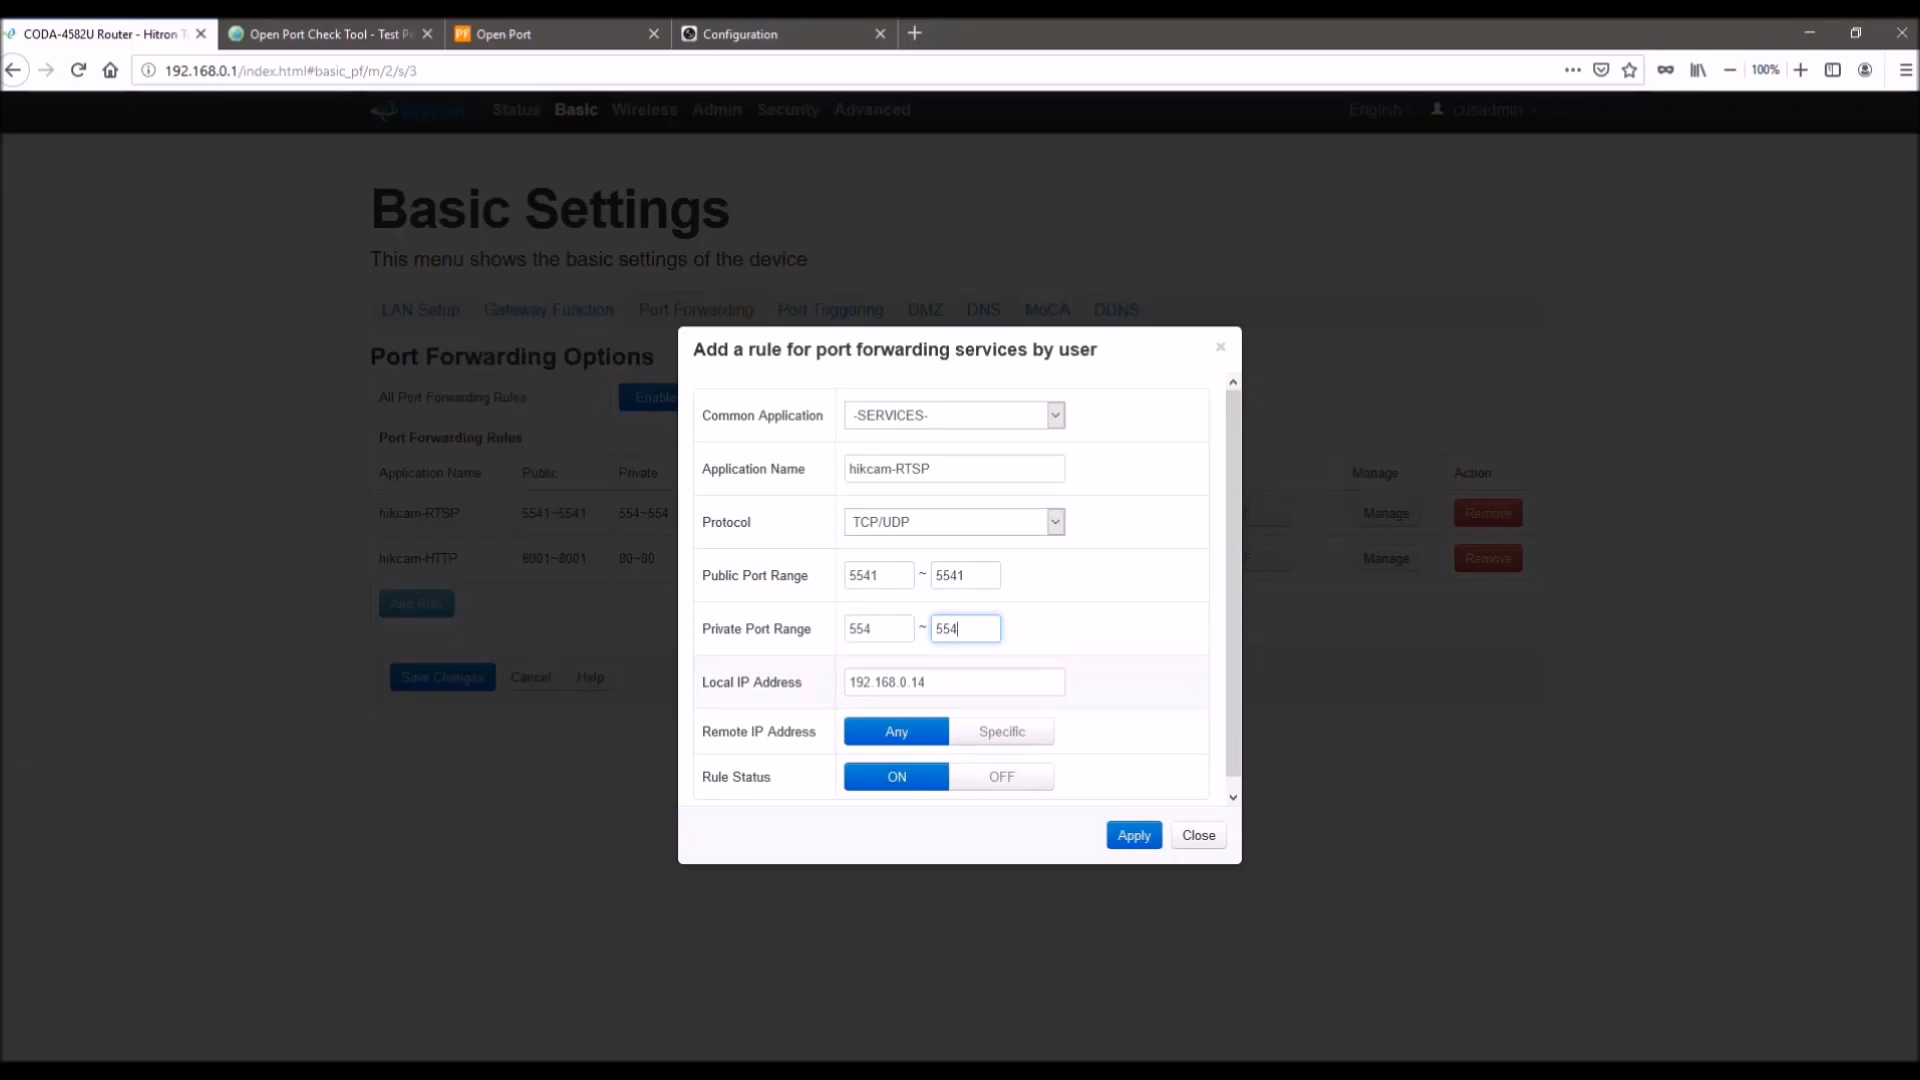 CODA-4582U Router - Hitron T
Open Port Check Tool - Test Po
PF Open Port
Configuration
192.168.0.1/index.html#basic_pf/m/2/s/3
100%
Status Basic Wireless Admin Security Advanced
English cusadmin
Basic Settings
This menu shows the basic settings of the device
LAN Setup Gateway Function Port Forwarding Port Triggering DMZ DNS MoCA DDNS
Port Forwarding Options
All Port Forwarding Rules Enable
Port Forwarding Rules
Application Name Public Private Manage Action
hikcam-RTSP 5541~5541 554~554 Manage Remove
hikcam-HTTP 8001~8001 80~80 Manage Remove
Add Rule
Save Changes Cancel Help
Add a rule for port forwarding services by user
Common Application -SERVICES-
Application Name hikcam-RTSP
Protocol TCP/UDP
Public Port Range 5541 ~ 5541
Private Port Range 554 ~ 554
Local IP Address 192.168.0.14
Remote IP Address Any Specific
Rule Status ON OFF
Apply Close